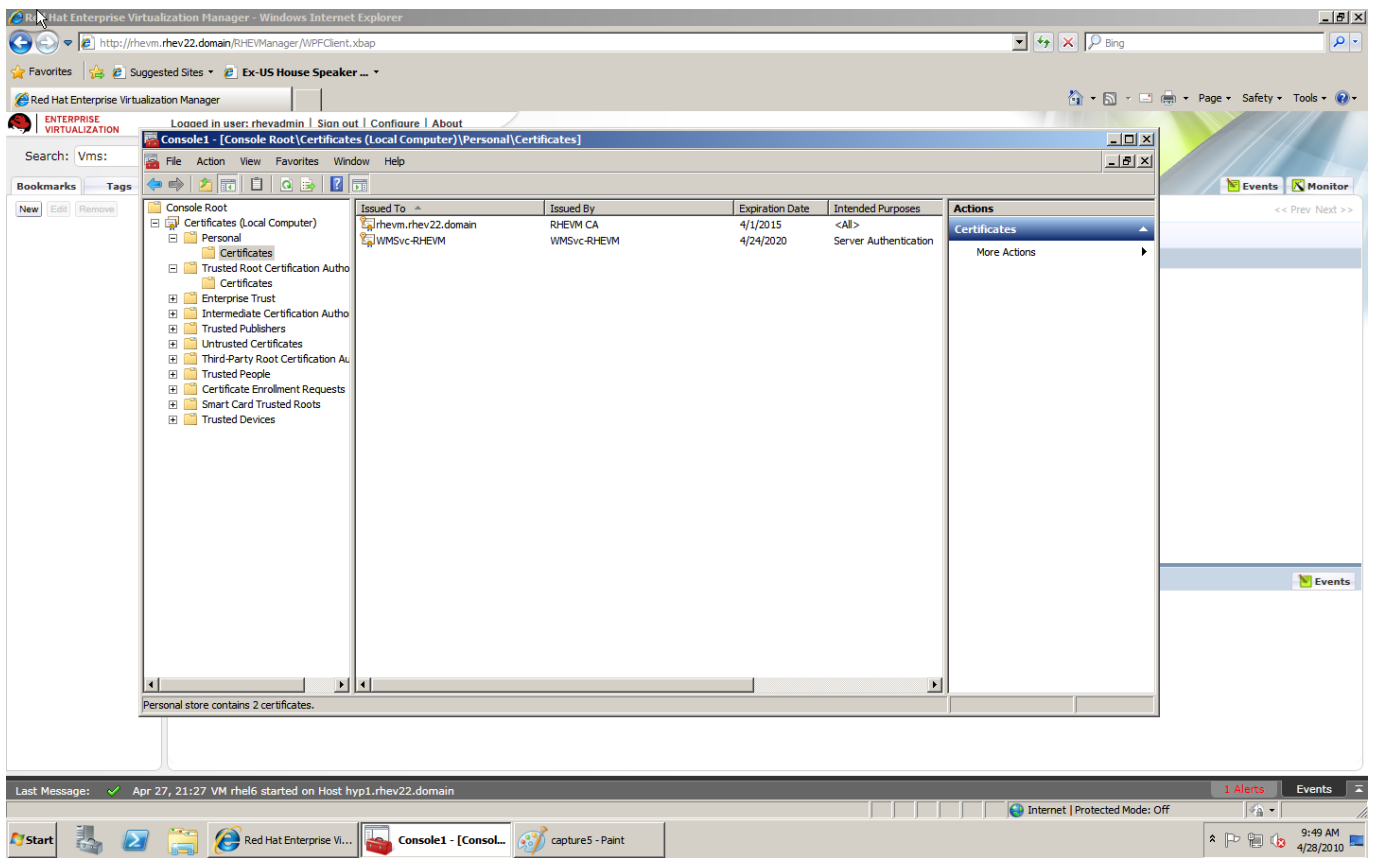 Red Hat Enterprise Virtualization Manager - Windows Internet Explorer
http://rhevm.rhev22.domain/RHEVManager/WPFClient.xbap
Bing
Favorites
Suggested Sites
Ex-US House Speaker ...
Red Hat Enterprise Virtualization Manager
Page
Safety
Tools
ENTERPRISE
VIRTUALIZATION
Logged in user: rhevadmin | Sign out | Configure | About
Console1 - [Console Root\Certificates (Local Computer)\Personal\Certificates]
Search: Vms:
File Action View Favorites Window Help
Bookmarks Tags
Events Monitor
New Edit Remove
<< Prev Next >>
Console Root
Certificates (Local Computer)
Personal
Certificates
Trusted Root Certification Autho
Certificates
Enterprise Trust
Intermediate Certification Autho
Trusted Publishers
Untrusted Certificates
Third-Party Root Certification Au
Trusted People
Certificate Enrollment Requests
Smart Card Trusted Roots
Trusted Devices
Issued To Issued By Expiration Date Intended Purposes
rhevm.rhev22.domain RHEVM CA 4/1/2015 <All>
WMSvc-RHEVM WMSvc-RHEVM 4/24/2020 Server Authentication
Actions
Certificates
More Actions
Events
Personal store contains 2 certificates.
Last Message: Apr 27, 21:27 VM rhel6 started on Host hyp1.rhev22.domain
1 Alerts Events
Internet | Protected Mode: Off
Start
Red Hat Enterprise Vi...
Console1 - [Consol...
capture5 - Paint
9:49 AM
4/28/2010